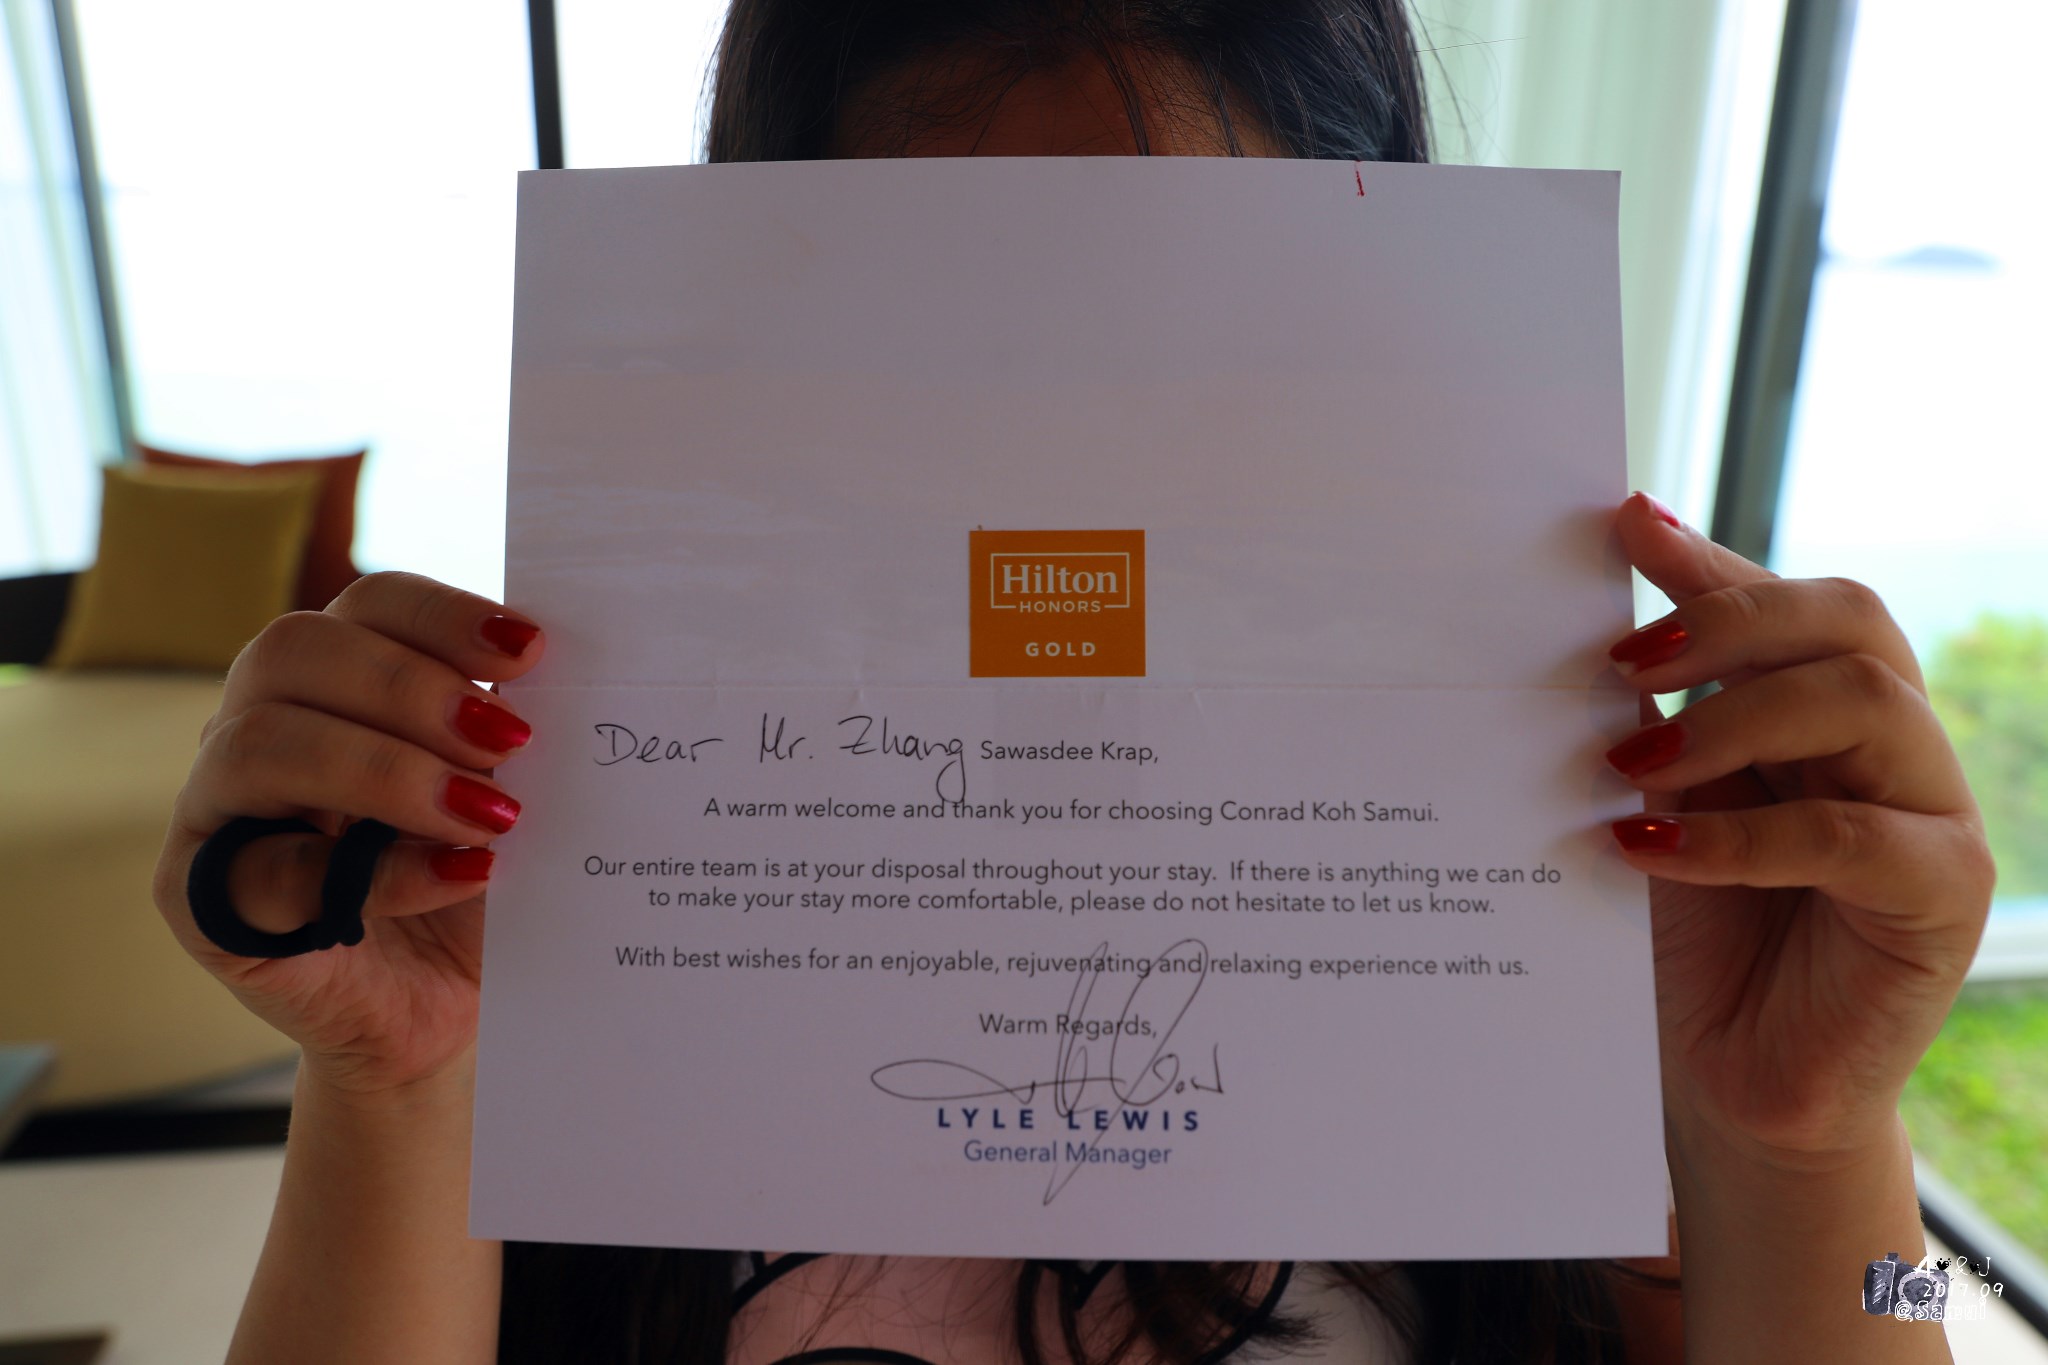 Hilton
HONORS
GOLD
Dear Mr. Zhang Sawasdee Krap,
A warm welcome and thank you for choosing Conrad Koh Samui.
Our entire team is at your disposal throughout your stay. If there is anything we can do
to make your stay more comfortable, please do not hesitate to let us know.
With best wishes for an enjoyable, rejuvenating and relaxing experience with us.
Warm Regards,
LYLE LEWIS
General Manager
& J
2017.09
@Samui